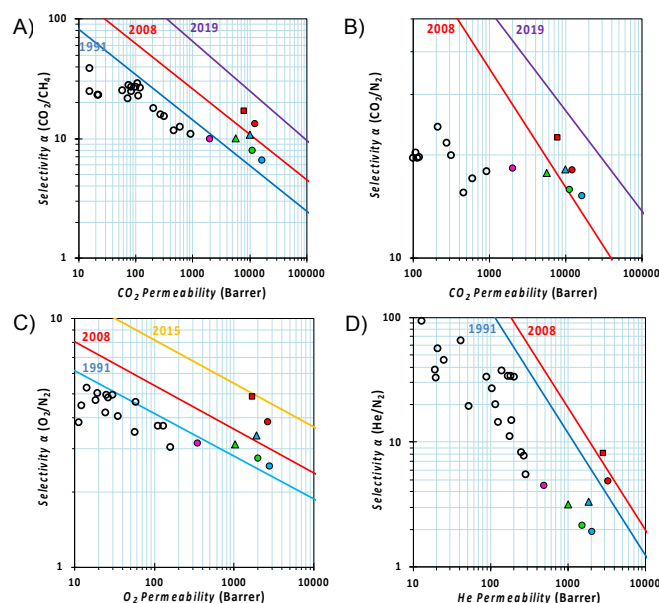 A)
100
10
1
Selectivity α (CO2/CH4)
1991
2008
2019
10 100 1000 10000 100000
CO2 Permeability (Barrer)
B)
10
Selectivity α (CO2/N2)
2008
2019
100 1000 10000 100000
CO2 Permeability (Barrer)
C)
10
1
Selectivity α (O2/N2)
1991
2008
2015
10 100 1000 10000
O2 Permeability (Barrer)
D)
100
10
1
Selectivity α (He/N2)
1991
2008
10 100 1000 10000
He Permeability (Barrer)